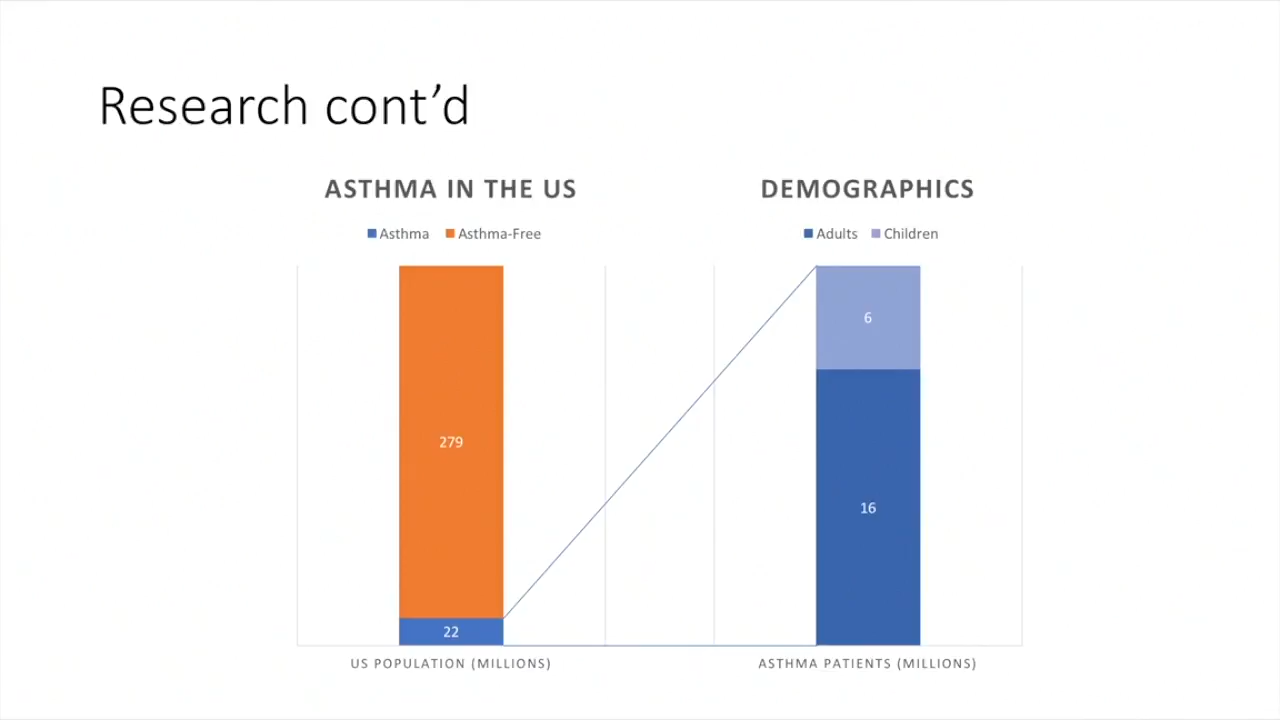 Research cont’d
ASTHMA IN THE US
Asthma Asthma-Free
279
22
US POPULATION (MILLIONS)
DEMOGRAPHICS
Adults Children
6
16
ASTHMA PATIENTS (MILLIONS)